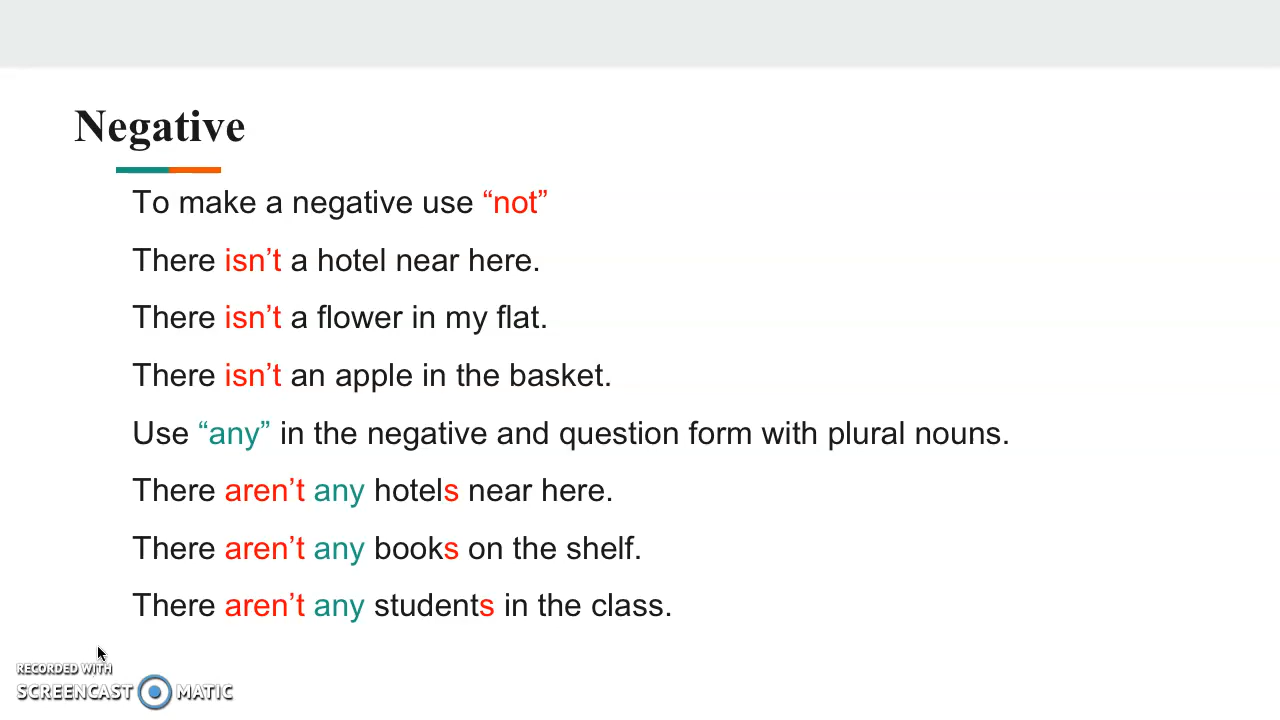 Negative
To make a negative use “not”
There isn’t a hotel near here.
There isn’t a flower in my flat.
There isn’t an apple in the basket.
Use “any” in the negative and question form with plural nouns.
There aren’t any hotels near here.
There aren’t any books on the shelf.
There aren’t any students in the class.
RECORDED WITH
SCREENCAST MATIC